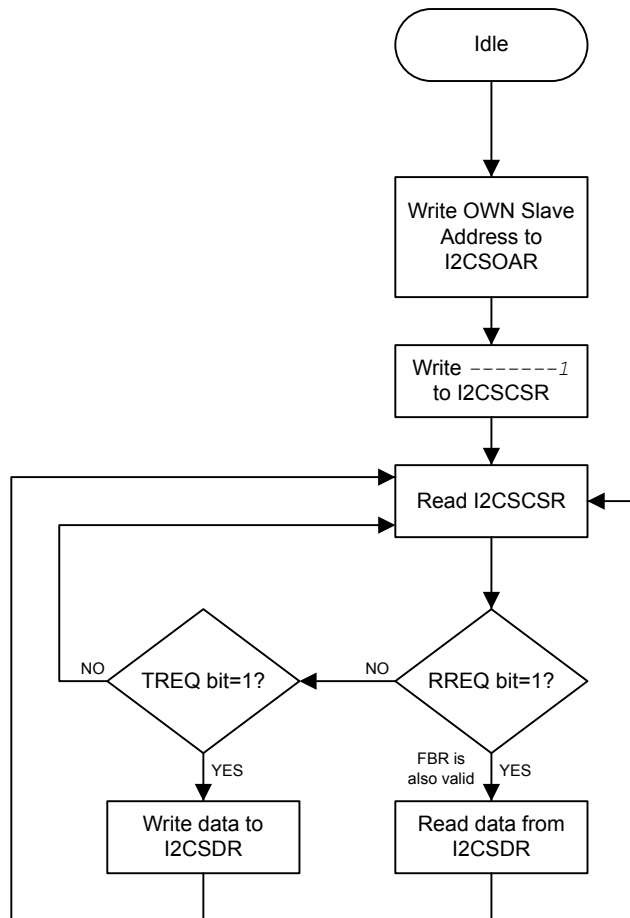 Idle
Write OWN Slave
Address to
I2CSOAR
Write -------1
to I2CSCSR
Read I2CSCSR
NO
TREQ bit=1?
NO
RREQ bit=1?
YES
FBR is
also valid
YES
Write data to
I2CSDR
Read data from
I2CSDR